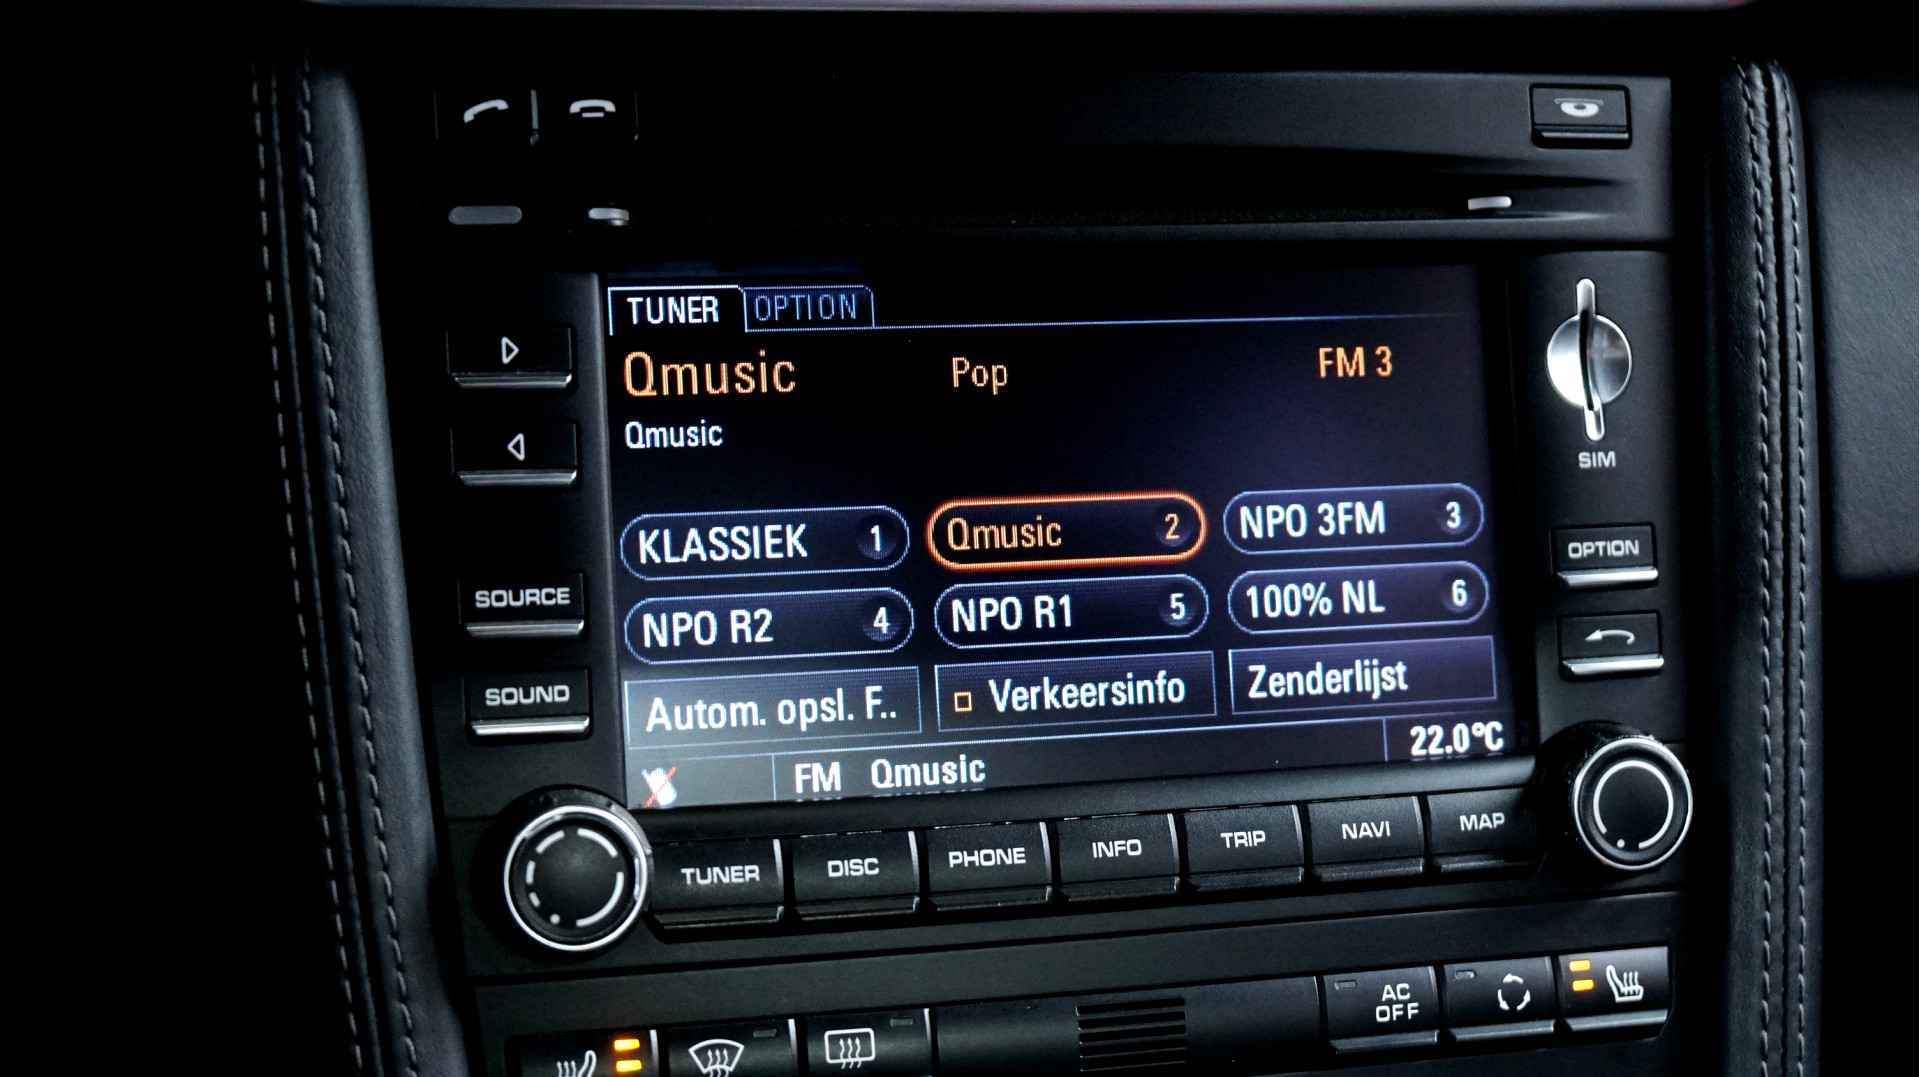 TUNER OPTION
Qmusic Pop FM 3
Qmusic
SIM
KLASSIEK 1 Qmusic 2 NPO 3FM 3
OPTION
SOURCE
NPO R2 4 NPO R1 5 100% NL 6
SOUND
Autom. opsl. F.. Verkeersinfo Zenderlijst
FM Qmusic 22.0°C
TUNER DISC PHONE INFO TRIP NAVI MAP
AC
OFF